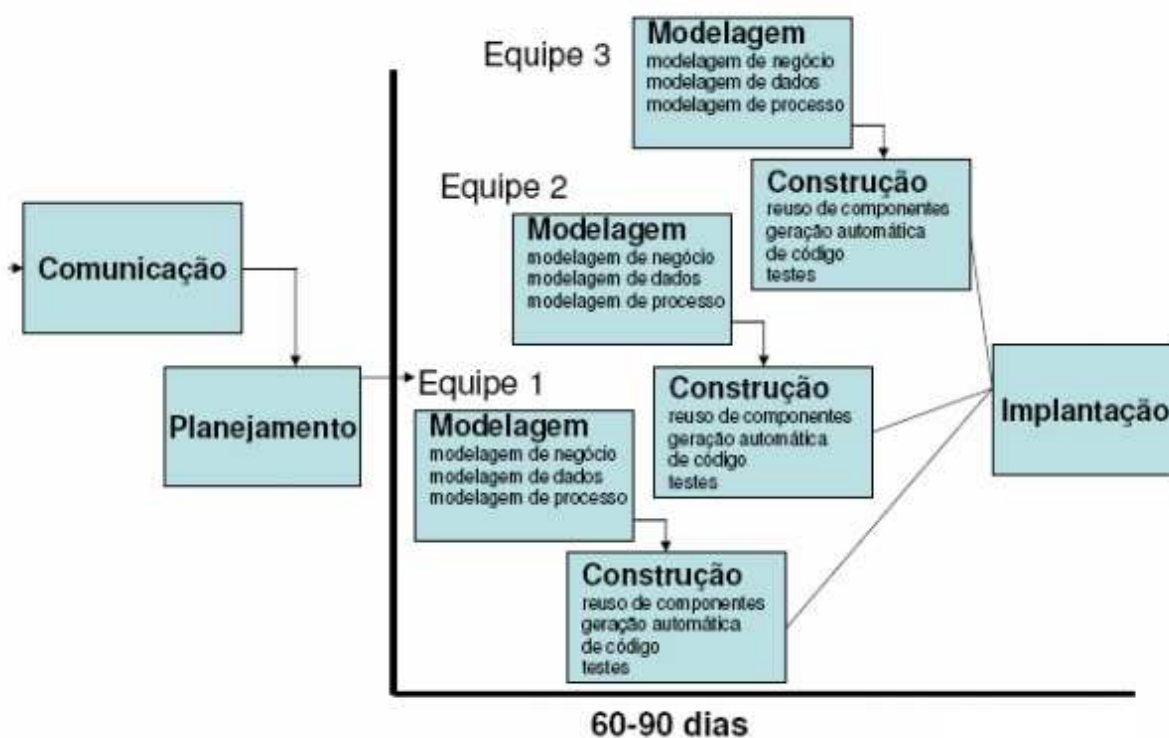 Equipe 3
Modelagem
modelagem de negócio
modelagem de dados
modelagem de processo
Construção
reuso de componentes
geração automática
de código
testes
Equipe 2
Modelagem
modelagem de negócio
modelagem de dados
modelagem de processo
Construção
reuso de componentes
geração automática
de código
testes
Comunicação
Planejamento
Equipe 1
Modelagem
modelagem de negócio
modelagem de dados
modelagem de processo
Construção
reuso de componentes
geração automática
de código
testes
Implantação
60-90 dias